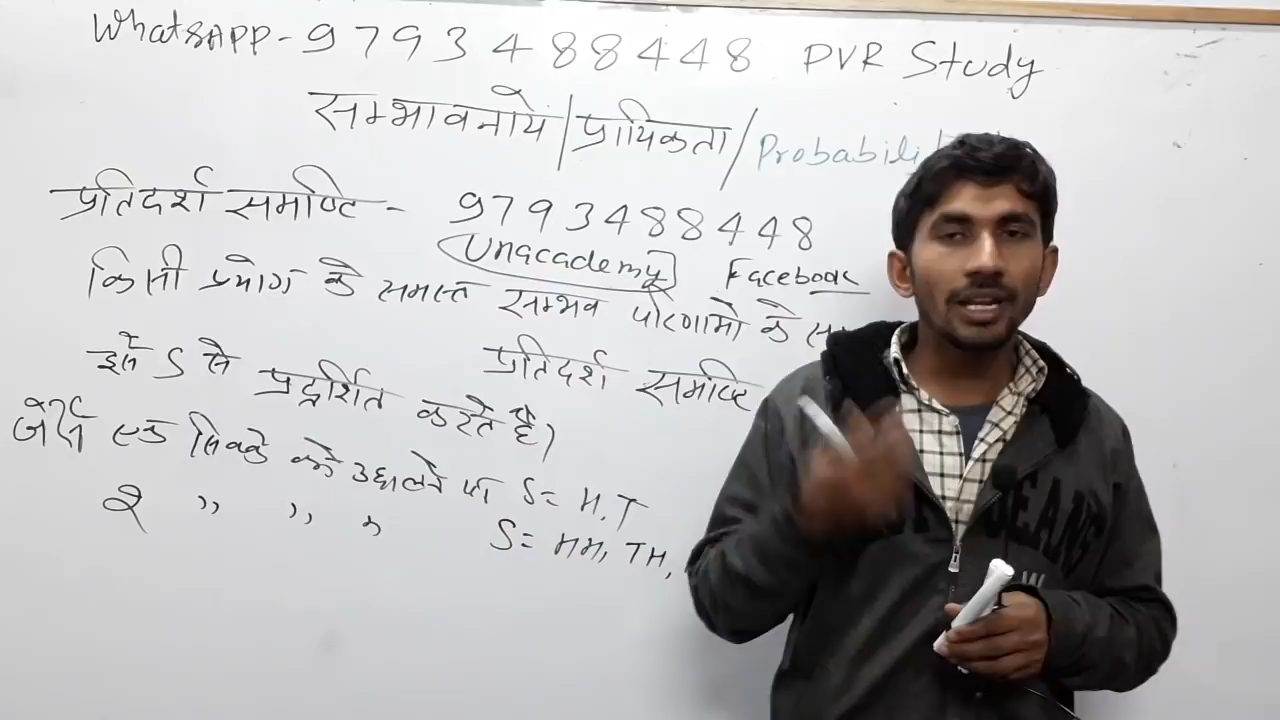 WhatsAPP - 9793488448 PVR Study
सम्भावनाये / प्रायिकता / Probabili
प्रतिदर्श समष्टि - 9793488448
Unacademy Facebook
किसी प्रयोग के समस्त सम्भव परिणामो के स
प्रतिदर्श समष्टि
इसे S से प्रदर्शित करते है।
जैसे एक सिक्के को उछालने पर S = H, T
2 ,, ,, ,, S = HH, TH,
JEANS
W